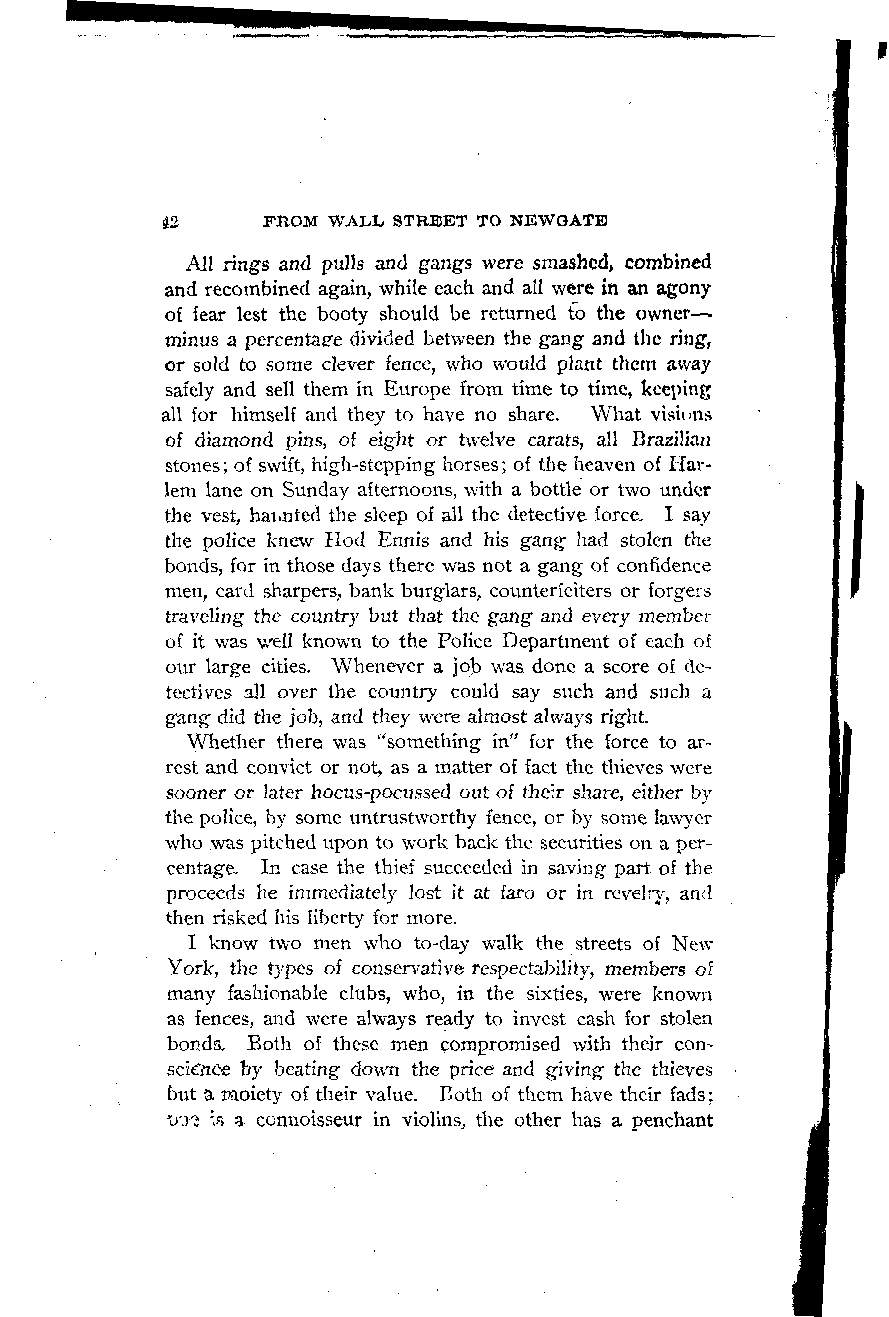 42 FROM WALL STREET TO NEWGATE
All rings and pulls and gangs were smashed, combined
and recombined again, while each and all were in an agony
of fear lest the booty should be returned to the owner—
minus a percentage divided between the gang and the ring,
or sold to some clever fence, who would plant them away
safely and sell them in Europe from time to time, keeping
all for himself and they to have no share. What visions
of diamond pins, of eight or twelve carats, all Brazilian
stones; of swift, high-stepping horses; of the heaven of Har-
lem lane on Sunday afternoons, with a bottle or two under
the vest, haunted the sleep of all the detective force. I say
the police knew Hod Ennis and his gang had stolen the
bonds, for in those days there was not a gang of confidence
men, card sharpers, bank burglars, counterfeiters or forgers
traveling the country but that the gang and every member
of it was well known to the Police Department of each of
our large cities. Whenever a job was done a score of de-
tectives all over the country could say such and such a
gang did the job, and they were almost always right.
Whether there was "something in" for the force to ar-
rest and convict or not, as a matter of fact the thieves were
sooner or later hocus-pocussed out of their share, either by
the police, by some untrustworthy fence, or by some lawyer
who was pitched upon to work back the securities on a per-
centage. In case the thief succeeded in saving part of the
proceeds he immediately lost it at faro or in revelry, and
then risked his liberty for more.
I know two men who to-day walk the streets of New
York, the types of conservative respectability, members of
many fashionable clubs, who, in the sixties, were known
as fences, and were always ready to invest cash for stolen
bonds. Both of these men compromised with their con-
science by beating down the price and giving the thieves
but a moiety of their value. Both of them have their fads;
one is a connoisseur in violins, the other has a penchant